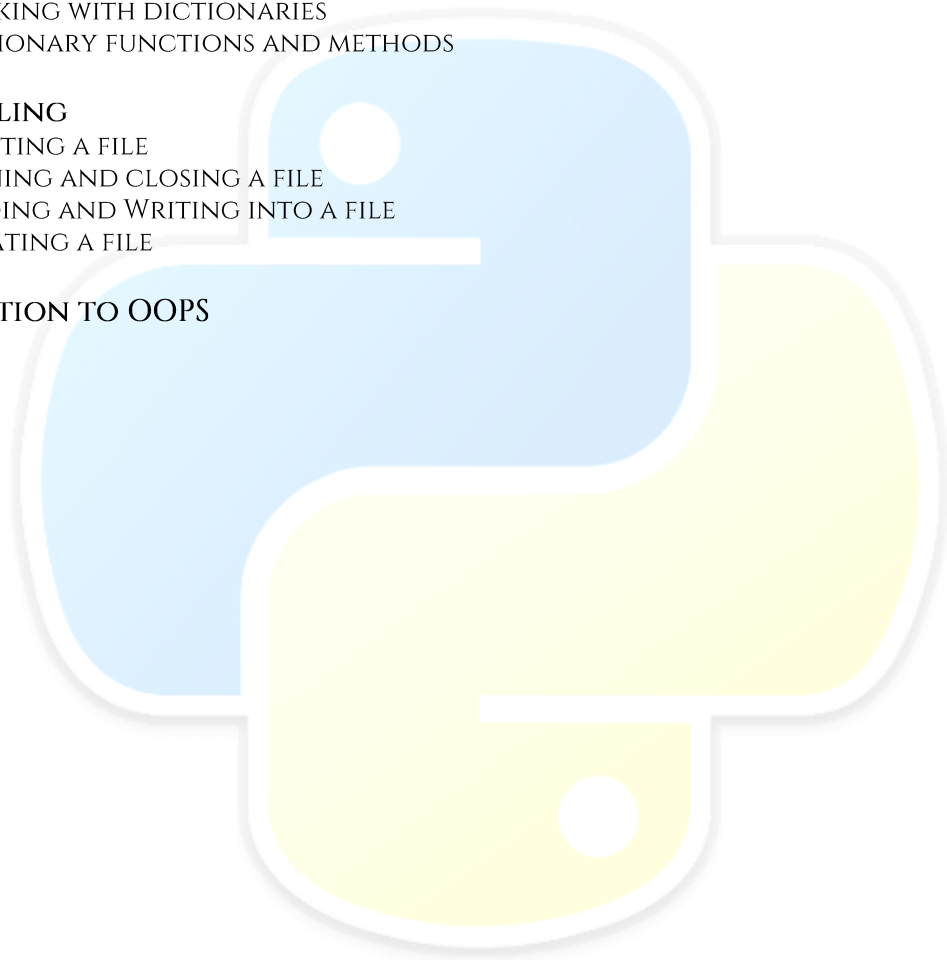 KING WITH DICTIONARIES
IONARY FUNCTIONS AND METHODS
LING
TING A FILE
NING AND CLOSING A FILE
DING AND WRITING INTO A FILE
ATING A FILE
TION TO OOPS